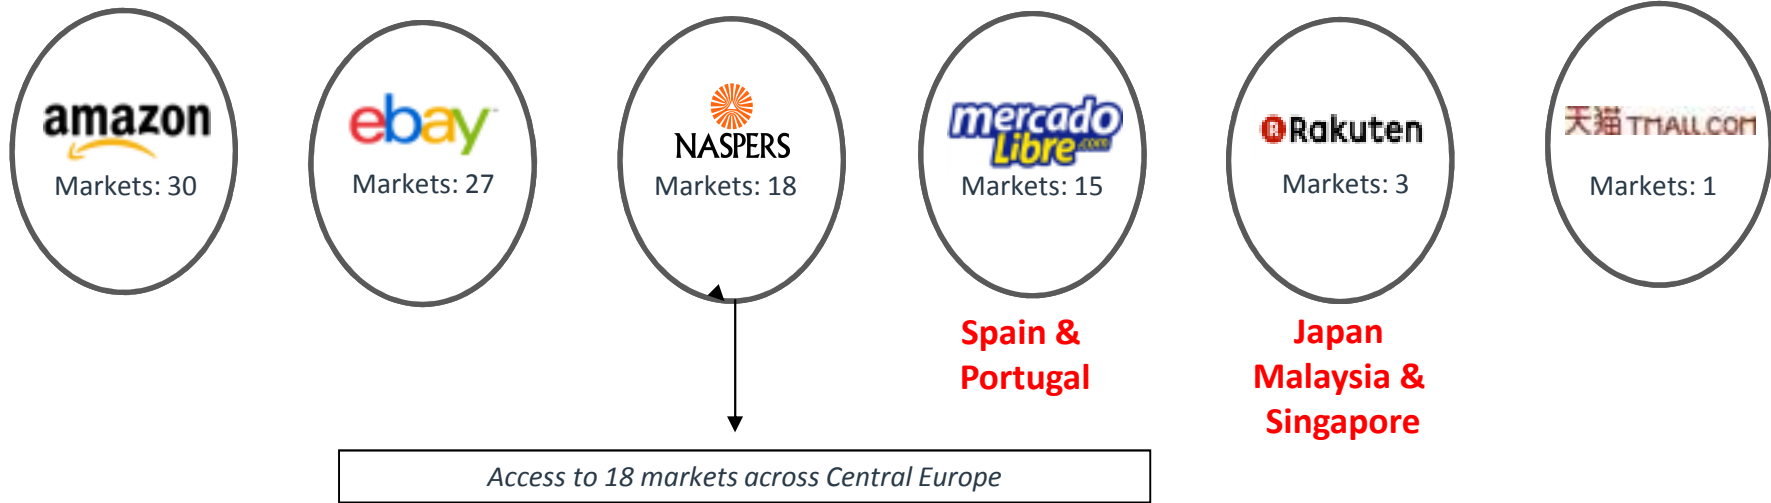 amazon
Markets: 30
ebay™
Markets: 27
NASPERS
Markets: 18
mercado
Libre.com
Markets: 15
Rakuten
Markets: 3
天猫 TMALL.COM
Markets: 1
Spain &
Portugal
Japan
Malaysia &
Singapore
Access to 18 markets across Central Europe